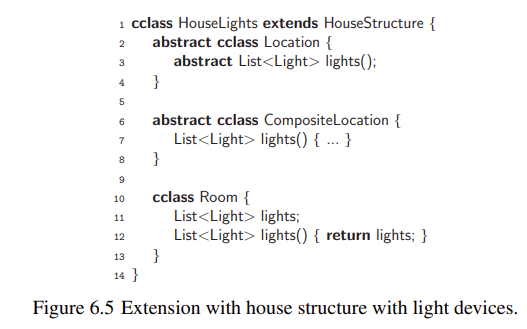 1 cclass HouseLights extends HouseStructure {
2 abstract cclass Location {
3 abstract List<Light> lights();
4 }
5
6 abstract cclass CompositeLocation {
7 List<Light> lights() { ... }
8 }
9
10 cclass Room {
11 List<Light> lights;
12 List<Light> lights() { return lights; }
13 }
14 }
Figure 6.5 Extension with house structure with light devices.